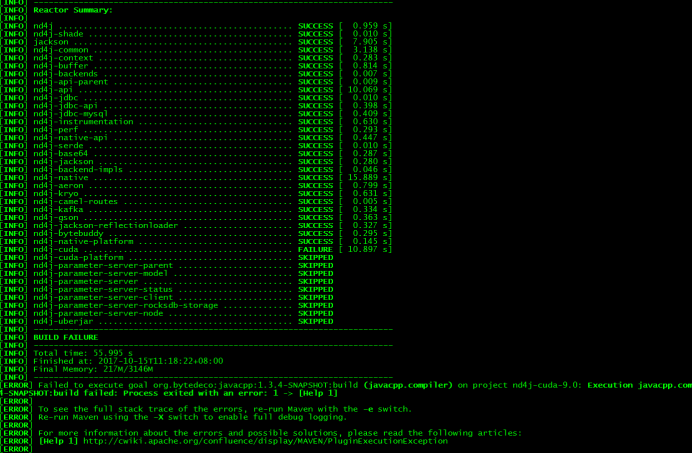 [INFO] ------------------------------------------------------------------------
[INFO] Reactor Summary:
[INFO]
[INFO] nd4j ............................................... SUCCESS [  0.959 s]
[INFO] nd4j-shade ......................................... SUCCESS [  0.010 s]
[INFO] jackson ............................................ SUCCESS [  7.905 s]
[INFO] nd4j-common ........................................ SUCCESS [  3.138 s]
[INFO] nd4j-context ....................................... SUCCESS [  0.283 s]
[INFO] nd4j-buffer ........................................ SUCCESS [  0.814 s]
[INFO] nd4j-backends ...................................... SUCCESS [  0.007 s]
[INFO] nd4j-api-parent .................................... SUCCESS [  0.009 s]
[INFO] nd4j-api ........................................... SUCCESS [ 10.069 s]
[INFO] nd4j-jdbc .......................................... SUCCESS [  0.010 s]
[INFO] nd4j-jdbc-api ...................................... SUCCESS [  0.398 s]
[INFO] nd4j-jdbc-mysql .................................... SUCCESS [  0.409 s]
[INFO] nd4j-instrumentation ............................... SUCCESS [  0.630 s]
[INFO] nd4j-perf .......................................... SUCCESS [  0.293 s]
[INFO] nd4j-native-api .................................... SUCCESS [  0.447 s]
[INFO] nd4j-serde ......................................... SUCCESS [  0.010 s]
[INFO] nd4j-base64 ........................................ SUCCESS [  0.287 s]
[INFO] nd4j-jackson ....................................... SUCCESS [  0.280 s]
[INFO] nd4j-backend-impls ................................. SUCCESS [  0.046 s]
[INFO] nd4j-native ........................................ SUCCESS [ 15.889 s]
[INFO] nd4j-aeron ......................................... SUCCESS [  0.799 s]
[INFO] nd4j-kryo .......................................... SUCCESS [  0.631 s]
[INFO] nd4j-camel-routes .................................. SUCCESS [  0.005 s]
[INFO] nd4j-kafka ......................................... SUCCESS [  0.334 s]
[INFO] nd4j-gson .......................................... SUCCESS [  0.363 s]
[INFO] nd4j-jackson-reflectionloader ...................... SUCCESS [  0.327 s]
[INFO] nd4j-bytebuddy ..................................... SUCCESS [  0.295 s]
[INFO] nd4j-native-platform ............................... SUCCESS [  0.145 s]
[INFO] nd4j-cuda .......................................... FAILURE [ 10.897 s]
[INFO] nd4j-cuda-platform ................................. SKIPPED
[INFO] nd4j-parameter-server-parent ....................... SKIPPED
[INFO] nd4j-parameter-server-model ........................ SKIPPED
[INFO] nd4j-parameter-server .............................. SKIPPED
[INFO] nd4j-parameter-server-status ....................... SKIPPED
[INFO] nd4j-parameter-server-client ....................... SKIPPED
[INFO] nd4j-parameter-server-rocksdb-storage .............. SKIPPED
[INFO] nd4j-parameter-server-node ......................... SKIPPED
[INFO] nd4j-uberjar ....................................... SKIPPED
[INFO] ------------------------------------------------------------------------
[INFO] BUILD FAILURE
[INFO] ------------------------------------------------------------------------
[INFO] Total time: 55.995 s
[INFO] Finished at: 2017-10-15T11:18:22+08:00
[INFO] Final Memory: 217M/3146M
[INFO] ------------------------------------------------------------------------
[ERROR] Failed to execute goal org.bytedeco:javacpp:1.3.4-SNAPSHOT:build (javacpp.compiler) on project nd4j-cuda-9.0: Execution javacpp.com
4-SNAPSHOT:build failed: Process exited with an error: 1 -> [Help 1]
[ERROR]
[ERROR] To see the full stack trace of the errors, re-run Maven with the -e switch.
[ERROR] Re-run Maven using the -X switch to enable full debug logging.
[ERROR]
[ERROR] For more information about the errors and possible solutions, please read the following articles:
[ERROR] [Help 1] http://cwiki.apache.org/confluence/display/MAVEN/PluginExecutionException
[ERROR]